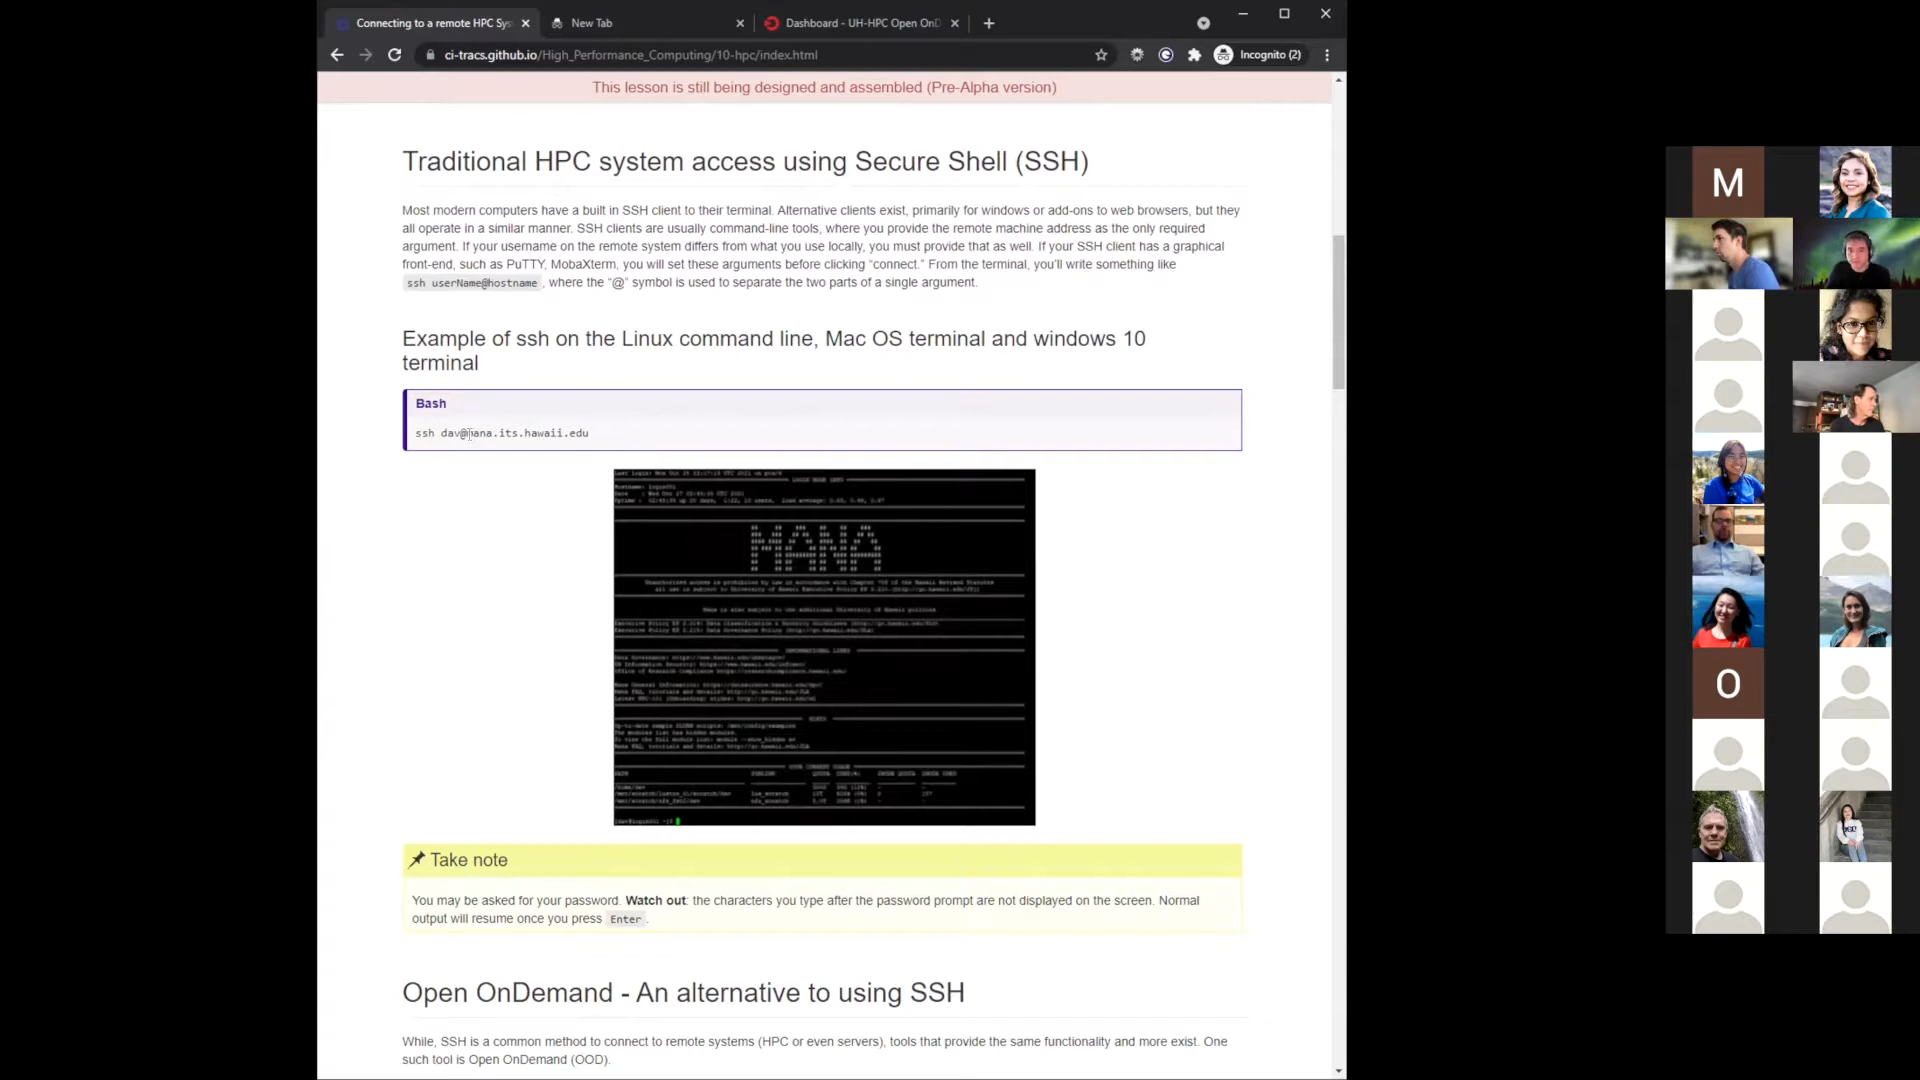 Connecting to a remote HPC Sys
New Tab
Dashboard - UH-HPC Open OnD
ci-tracs.github.io/High_Performance_Computing/10-hpc/index.html
Incognito (2)
This lesson is still being designed and assembled (Pre-Alpha version)
Traditional HPC system access using Secure Shell (SSH)
Most modern computers have a built in SSH client to their terminal. Alternative clients exist, primarily for windows or add-ons to web browsers, but they
all operate in a similar manner. SSH clients are usually command-line tools, where you provide the remote machine address as the only required
argument. If your username on the remote system differs from what you use locally, you must provide that as well. If your SSH client has a graphical
front-end, such as PuTTY, MobaXterm, you will set these arguments before clicking “connect.” From the terminal, you’ll write something like
ssh userName@hostname , where the “@” symbol is used to separate the two parts of a single argument.
Example of ssh on the Linux command line, Mac OS terminal and windows 10
terminal
Bash
ssh dav@mana.its.hawaii.edu
MANA
Take note
You may be asked for your password. Watch out: the characters you type after the password prompt are not displayed on the screen. Normal
output will resume once you press Enter .
Open OnDemand - An alternative to using SSH
While, SSH is a common method to connect to remote systems (HPC or even servers), tools that provide the same functionality and more exist. One
such tool is Open OnDemand (OOD).
M
O